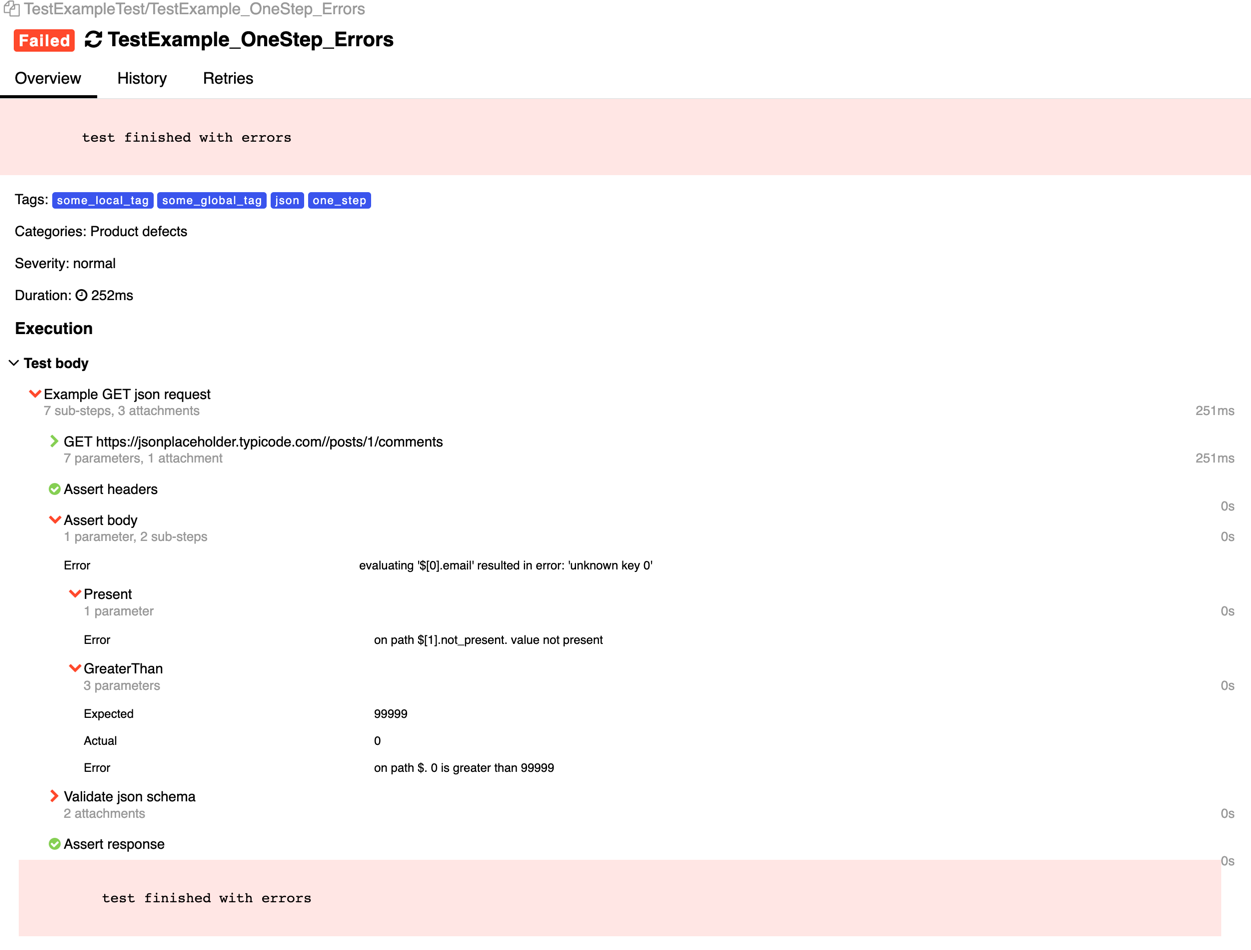 TestExampleTest/TestExample_OneStep_Errors
Failed TestExample_OneStep_Errors
Overview History Retries
test finished with errors
Tags: some_local_tag some_global_tag json one_step
Categories: Product defects
Severity: normal
Duration: 252ms
Execution
Test body
Example GET json request
7 sub-steps, 3 attachments 251ms
GET https://jsonplaceholder.typicode.com//posts/1/comments
7 parameters, 1 attachment 251ms
Assert headers
0s
Assert body
1 parameter, 2 sub-steps 0s
Error evaluating '$[0].email' resulted in error: 'unknown key 0'
Present
1 parameter 0s
Error on path $[1].not_present. value not present
GreaterThan
3 parameters 0s
Expected 99999
Actual 0
Error on path $. 0 is greater than 99999
Validate json schema
2 attachments 0s
Assert response
0s
test finished with errors